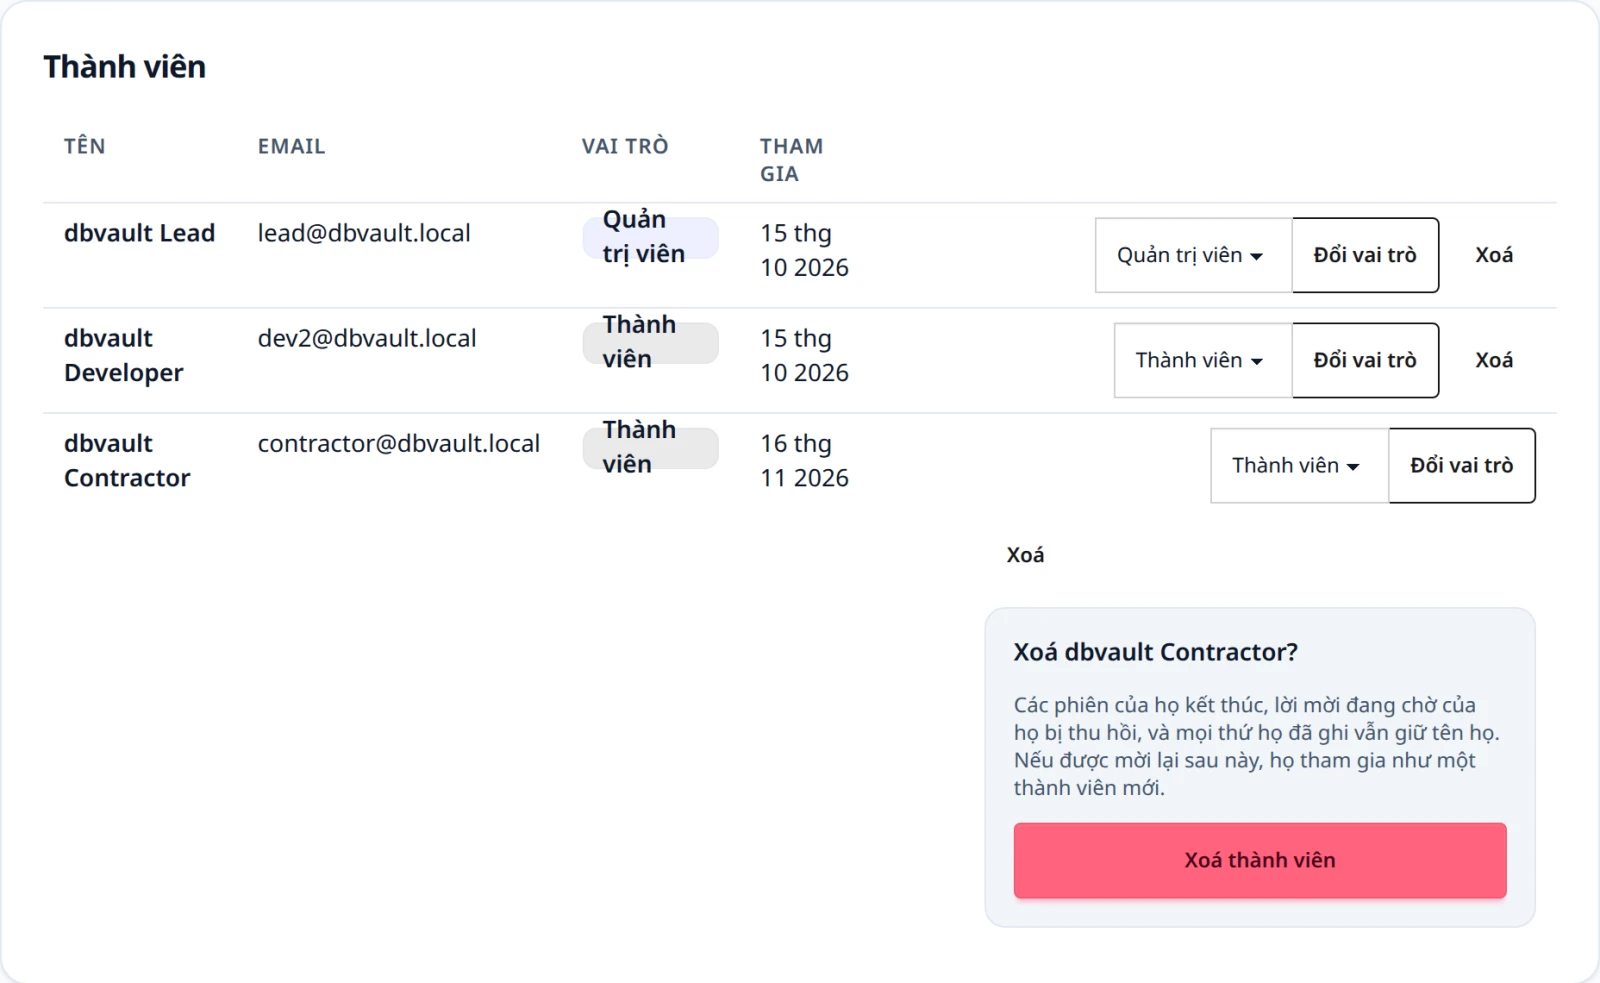 Thành viên
TÊN
EMAIL
VAI TRÒ
THAM
GIA
dbvault Lead
lead@dbvault.local
Quản
trị viên
15 thg
10 2026
Quản trị viên
Đổi vai trò
Xoá
dbvault
Developer
dev2@dbvault.local
Thành
viên
15 thg
10 2026
Thành viên
Đổi vai trò
Xoá
dbvault
Contractor
contractor@dbvault.local
Thành
viên
16 thg
11 2026
Thành viên
Đổi vai trò
Xoá
Xoá dbvault Contractor?
Các phiên của họ kết thúc, lời mời đang chờ của
họ bị thu hồi, và mọi thứ họ đã ghi vẫn giữ tên họ.
Nếu được mời lại sau này, họ tham gia như một
thành viên mới.
Xoá thành viên